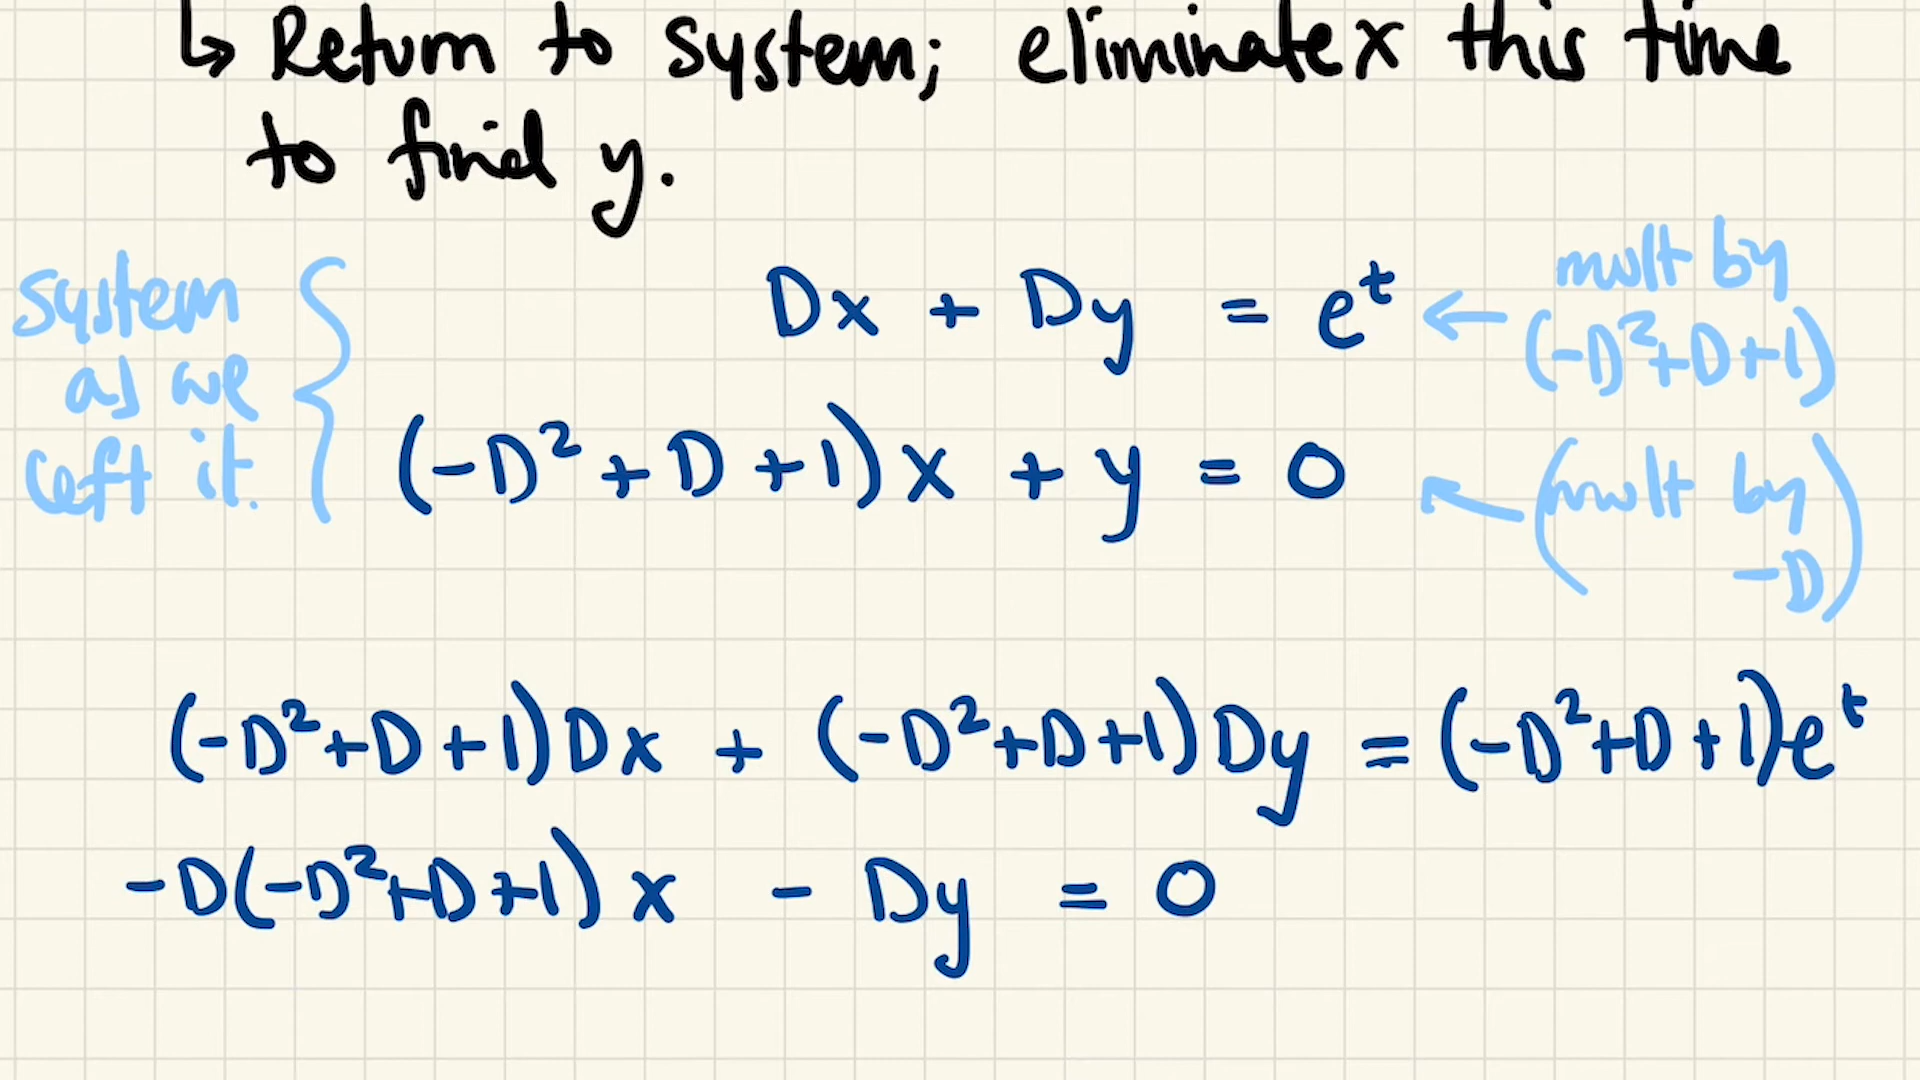 ↳ Return to system; eliminate x this time
to find y.
system
as we
left it.
Dx + Dy = e^t
← mult by
(-D²+D+1)
(-D²+D+1)x + y = 0
← (mult by
-D)
(-D²+D+1)Dx + (-D²+D+1)Dy = (-D²+D+1)e^t
-D(-D²+D+1)x - Dy = 0